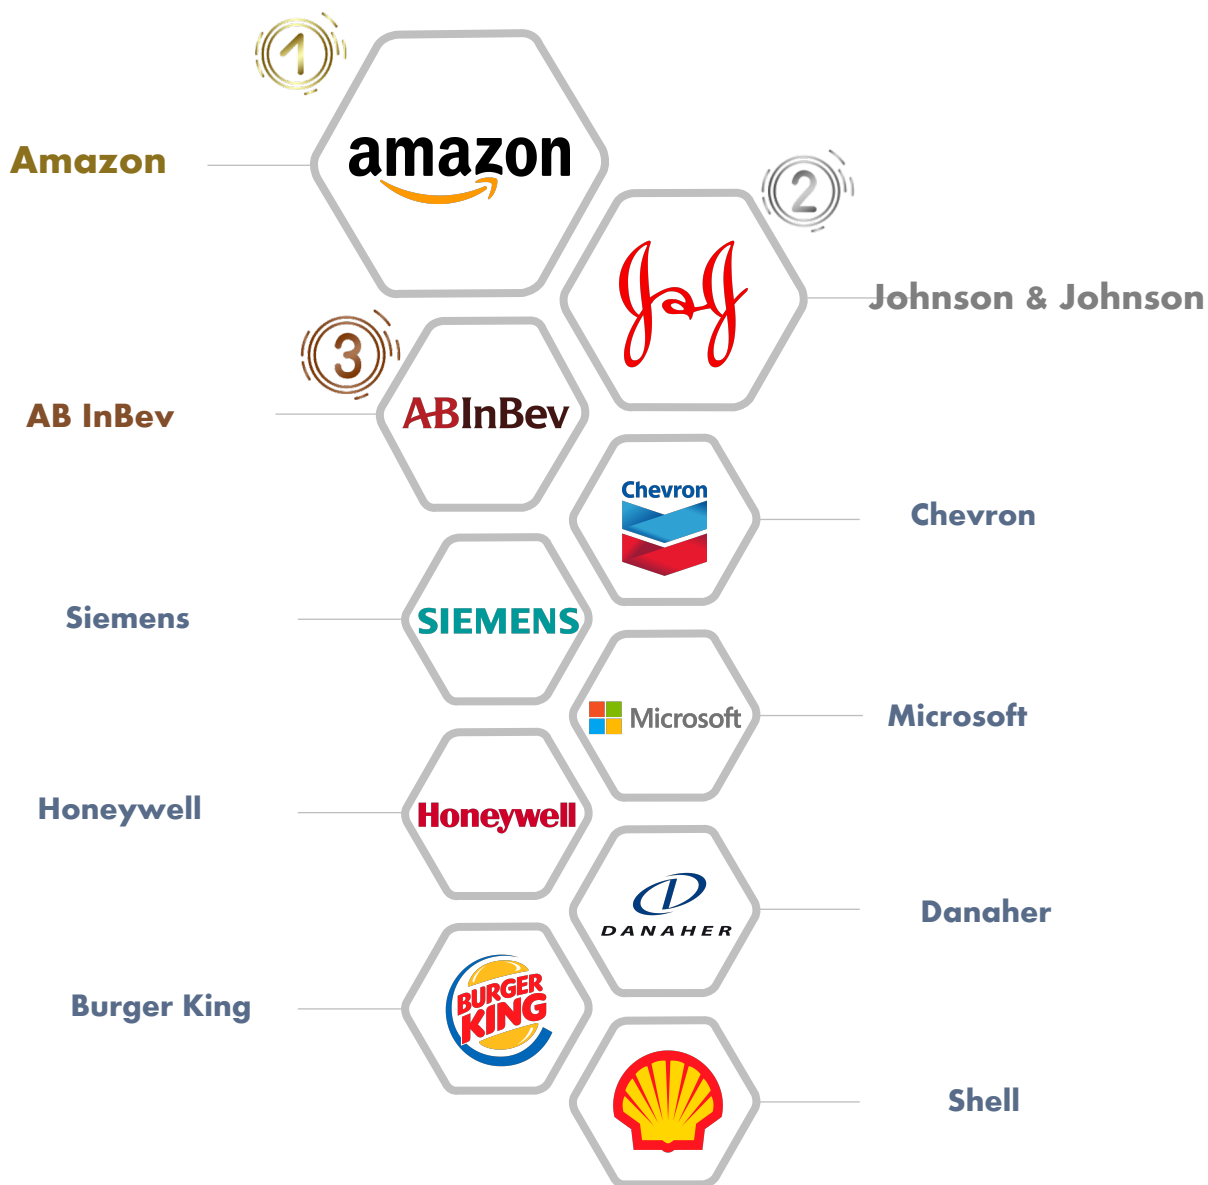 1
amazon
Amazon
2
J&J
Johnson & Johnson
3
AB InBev
ABInBev
Chevron
Chevron
Siemens
SIEMENS
Microsoft
Microsoft
Honeywell
Honeywell
DANAHER
Danaher
Burger King
BURGER
KING
Shell